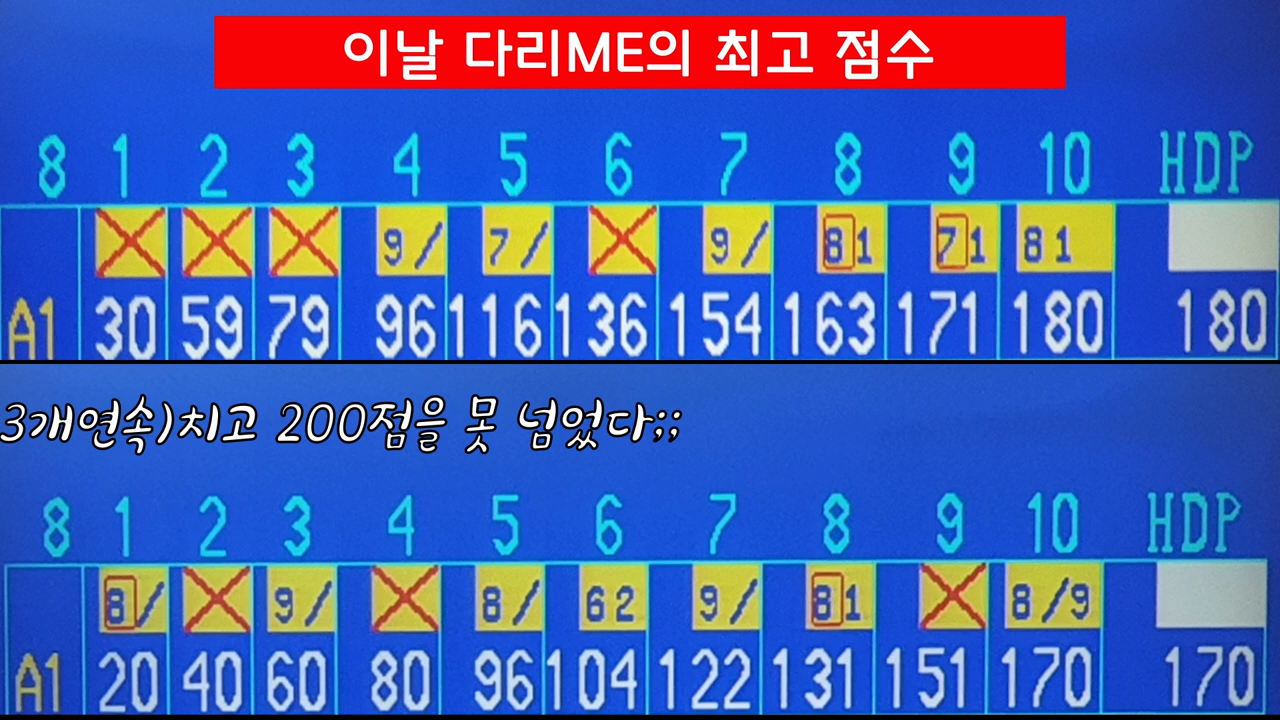 이날 다리ME의 최고 점수
8 1 2 3 4 5 6 7 8 9 10 HDP
9/ 7/ 9/ 81 71 81
A1 30 59 79 96 116 136 154 163 171 180 180
3개연속)치고 200점을 못 넘었다;;
8 1 2 3 4 5 6 7 8 9 10 HDP
8/ 9/ 8/ 62 9/ 81 8/9
A1 20 40 60 80 96 104 122 131 151 170 170